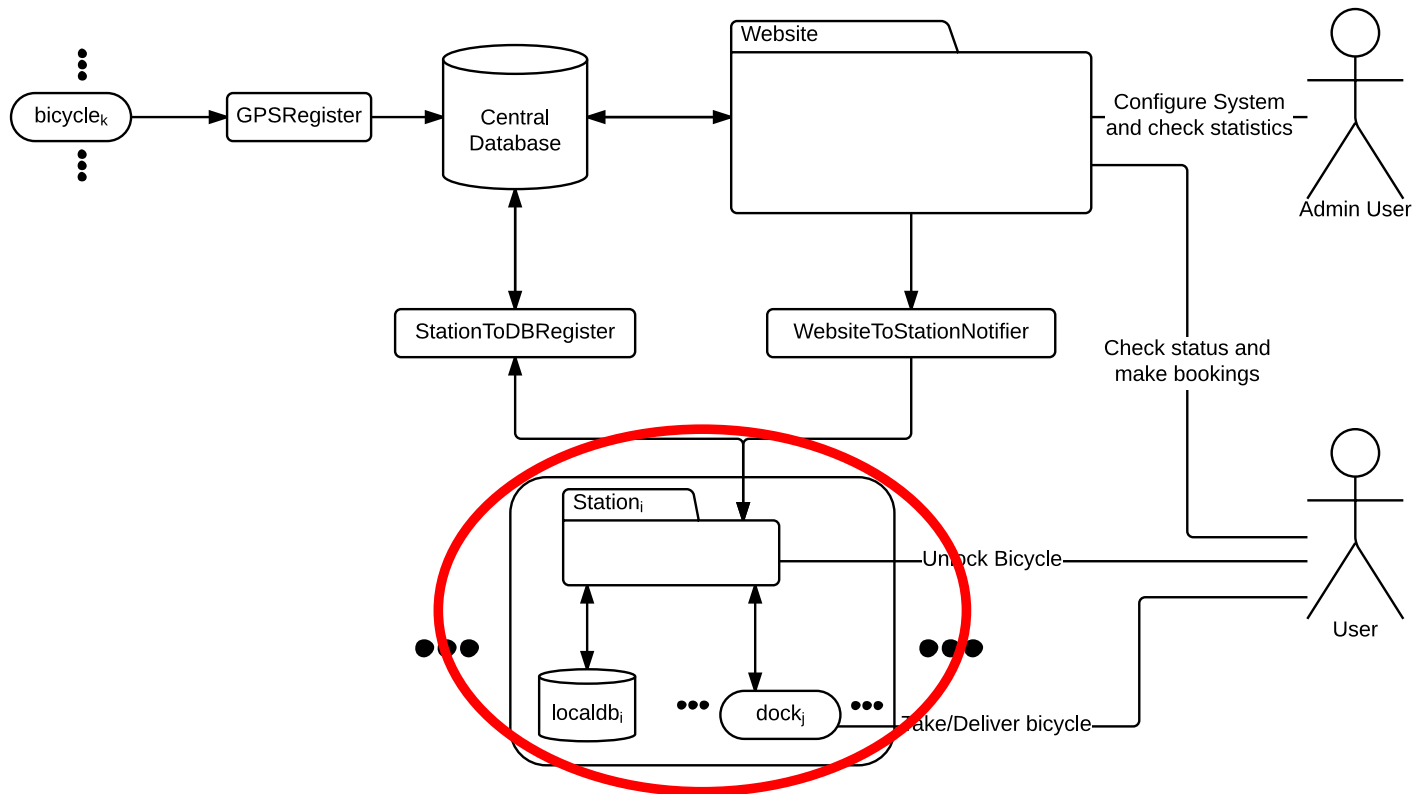 Website
bicyclek
GPSRegister
Central
Database
Configure System
and check statistics
Admin User
StationToDBRegister
WebsiteToStationNotifier
Check status and
make bookings
Stationi
Unlock Bicycle
User
localdbi
dockj
Take/Deliver bicycle